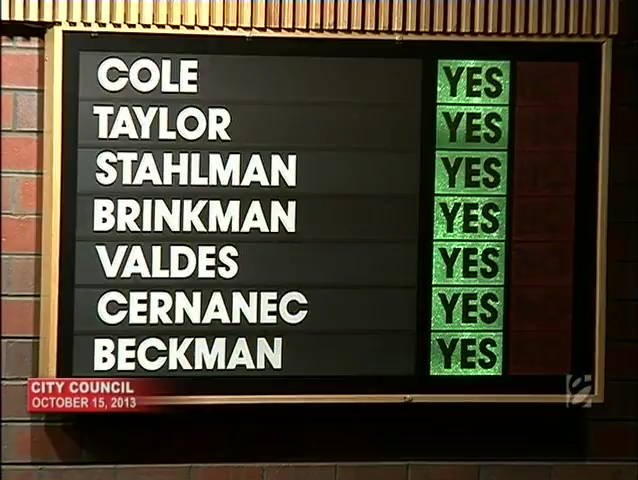 COLE YES
TAYLOR YES
STAHLMAN YES
BRINKMAN YES
VALDES YES
CERNANEC YES
BECKMAN YES
CITY COUNCIL
OCTOBER 15, 2013
8